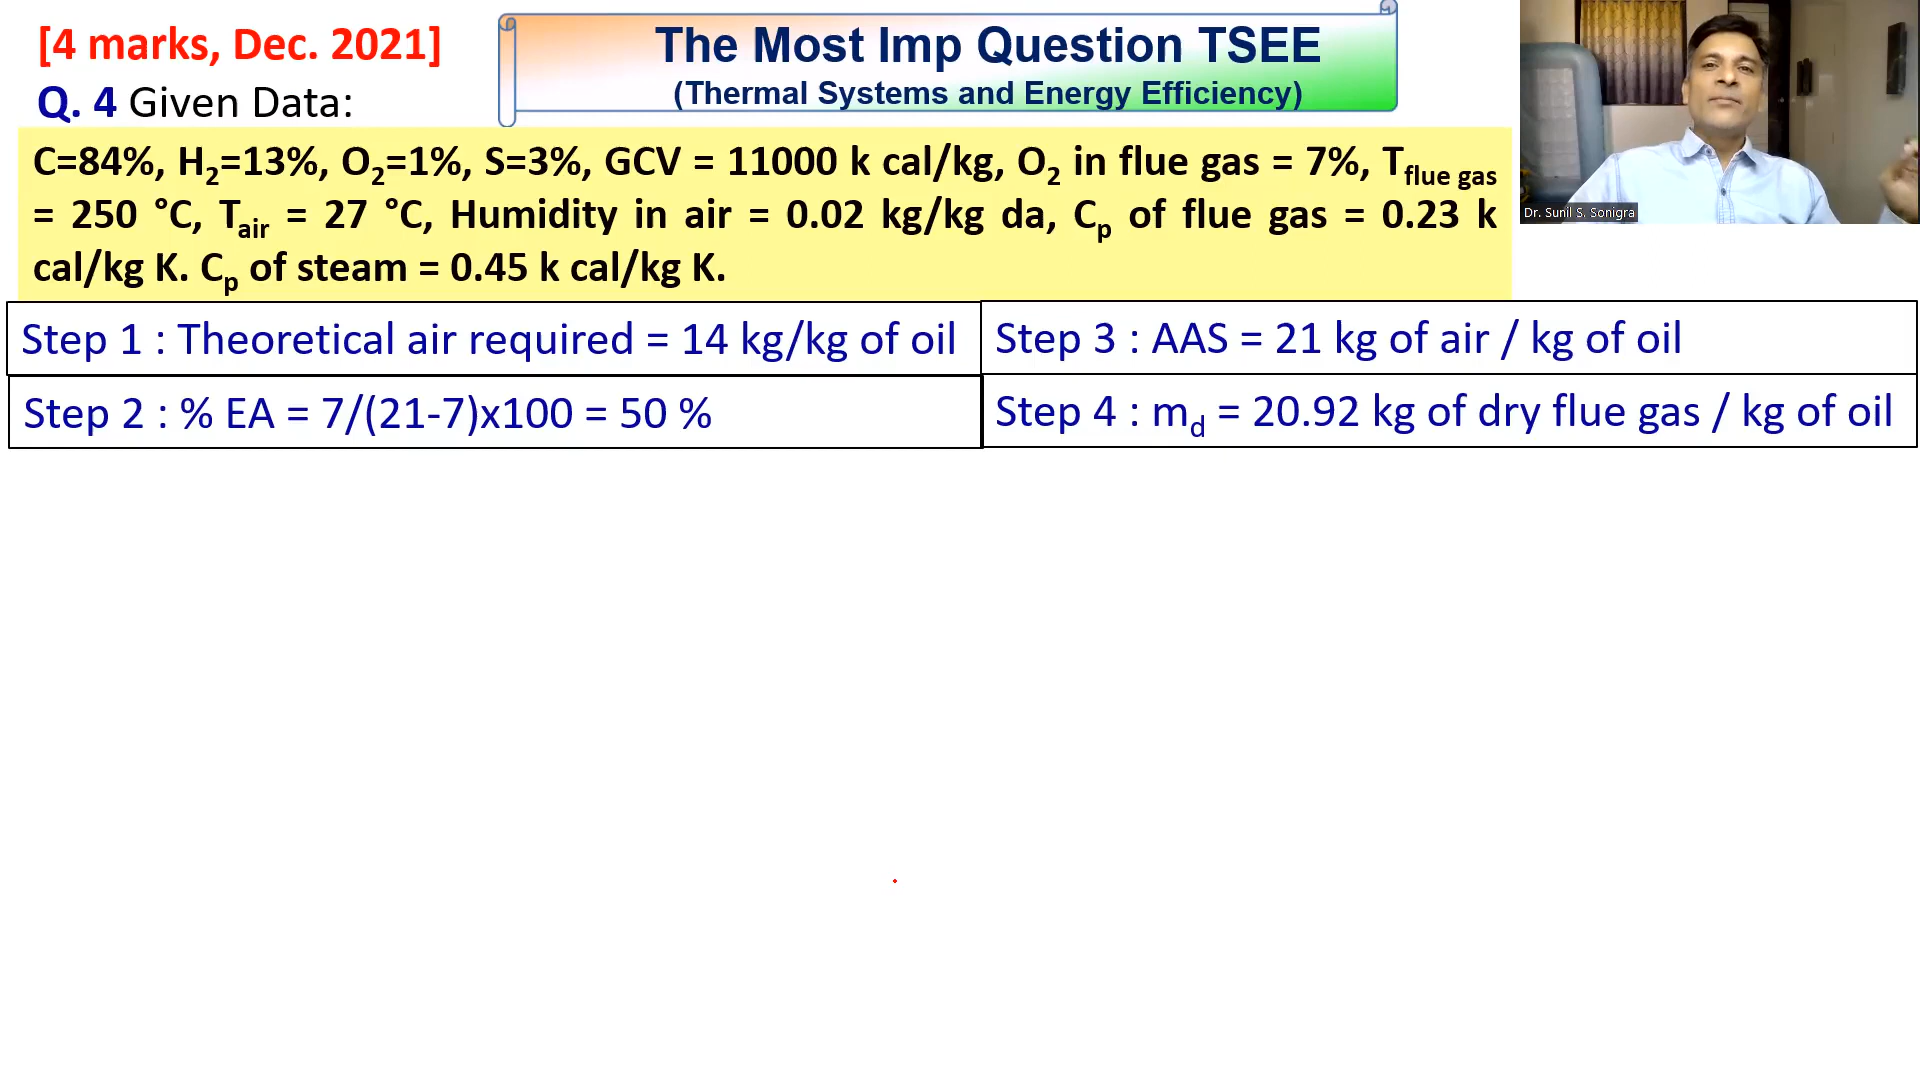 [4 marks, Dec. 2021]
The Most Imp Question TSEE
(Thermal Systems and Energy Efficiency)
Q. 4 Given Data:
C=84%, H2=13%, O2=1%, S=3%, GCV = 11000 k cal/kg, O2 in flue gas = 7%, Tflue gas
= 250 °C, Tair = 27 °C, Humidity in air = 0.02 kg/kg da, Cp of flue gas = 0.23 k
cal/kg K. Cp of steam = 0.45 k cal/kg K.
Dr. Sunil S. Sonigra
Step 1 : Theoretical air required = 14 kg/kg of oil
Step 3 : AAS = 21 kg of air / kg of oil
Step 2 : % EA = 7/(21-7)x100 = 50 %
Step 4 : md = 20.92 kg of dry flue gas / kg of oil